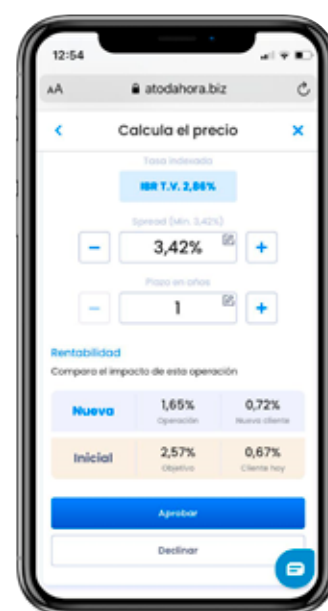 12:54
AA atodahora.biz
Calcula el precio
Tasa indexada
IBR T.V. 2,86%
Spread (Min. 3,42%)
- 3,42% +
Plazo en años
- 1 +
Rentabilidad
Compara el impacto de esta operación
Nueva 1,65% 0,72%
Operación Nuevo cliente
Inicial 2,57% 0,67%
Objetivo Cliente hoy
Aprobar
Declinar